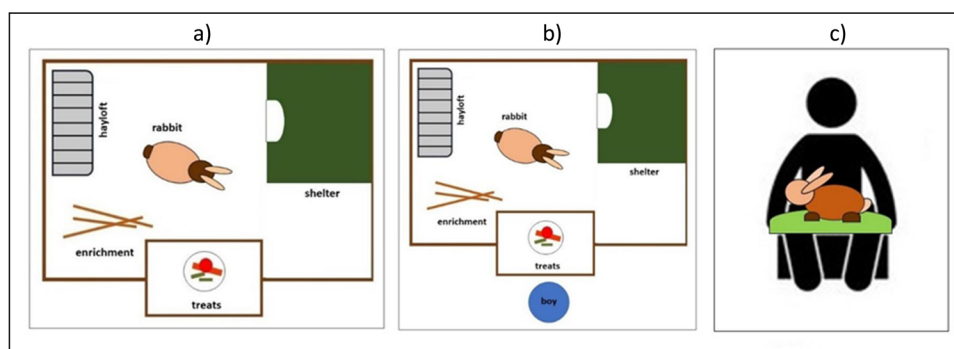 a)
hayloft
rabbit
shelter
enrichment
treats
b)
hayloft
rabbit
shelter
enrichment
treats
boy
c)